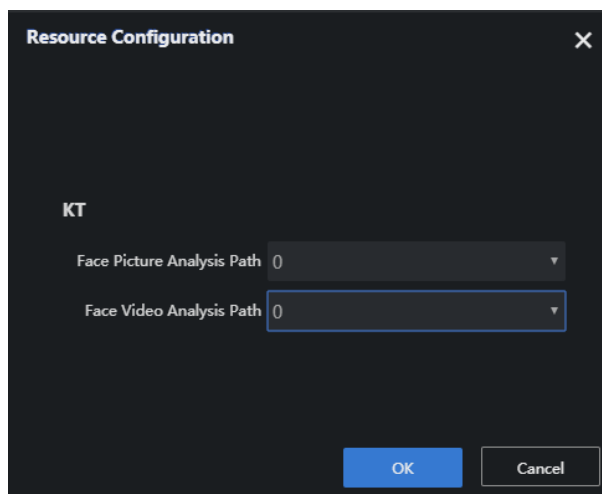 Resource Configuration
KT
Face Picture Analysis Path 0
Face Video Analysis Path 0
OK Cancel